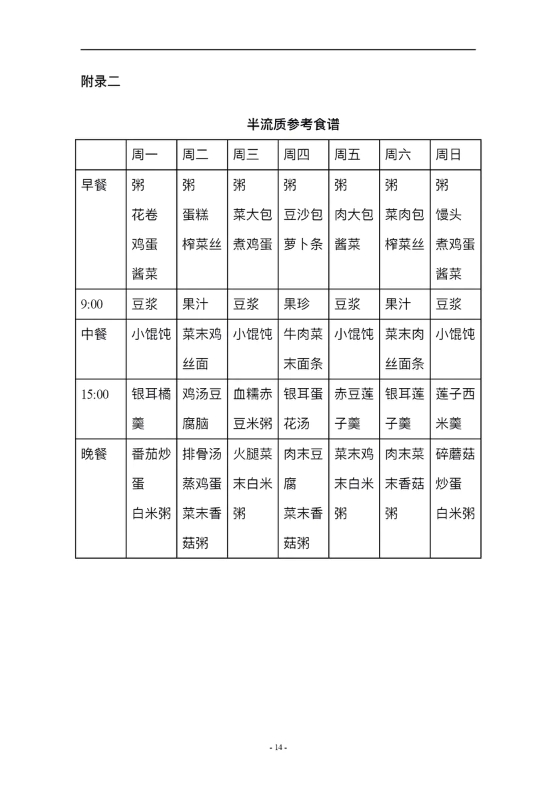 附录二
半流质参考食谱
周一 周二 周三 周四 周五 周六 周日
早餐 粥 粥 粥 粥 粥 粥 粥
花卷 蛋糕 菜大包 豆沙包 肉大包 菜肉包 馒头
鸡蛋 榨菜丝 煮鸡蛋 萝卜条 酱菜 榨菜丝 煮鸡蛋
酱菜 酱菜
9:00 豆浆 果汁 豆浆 果珍 豆浆 果汁 豆浆
中餐 小馄饨 菜末鸡 小馄饨 牛肉菜 小馄饨 菜末肉 小馄饨
丝面 末面条 丝面条
15:00 银耳橘 鸡汤豆 血糯赤 银耳蛋 赤豆莲 银耳莲 莲子西
羹 腐脑 豆米粥 花汤 子羹 子羹 米羹
晚餐 番茄炒 排骨汤 火腿菜 肉末豆 菜末鸡 肉末菜 碎蘑菇
蛋 蒸鸡蛋 末白米 腐 末白米 末香菇 炒蛋
白米粥 菜末香 粥 菜末香 粥 粥 白米粥
菇粥 菇粥
- 14 -